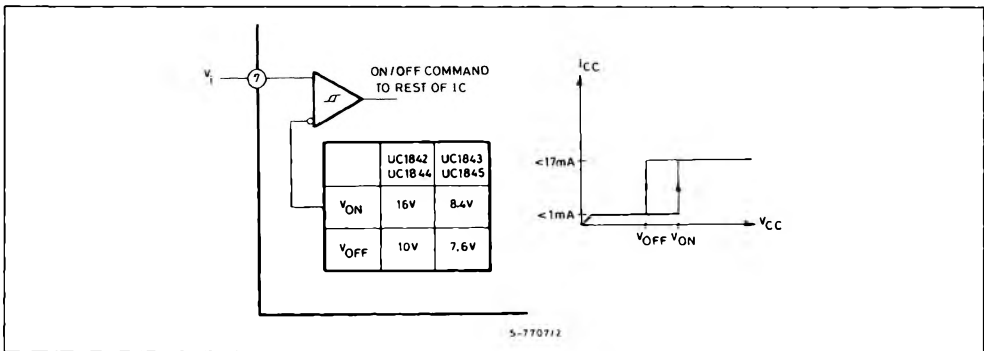 Vi
7
ON/OFF COMMAND
TO REST OF IC
UC1842 UC1843
UC1844 UC1845
VON 16V 8.4V
VOFF 10V 7.6V
ICC
<17mA
<1mA
VOFF VON
VCC
S-7707/2